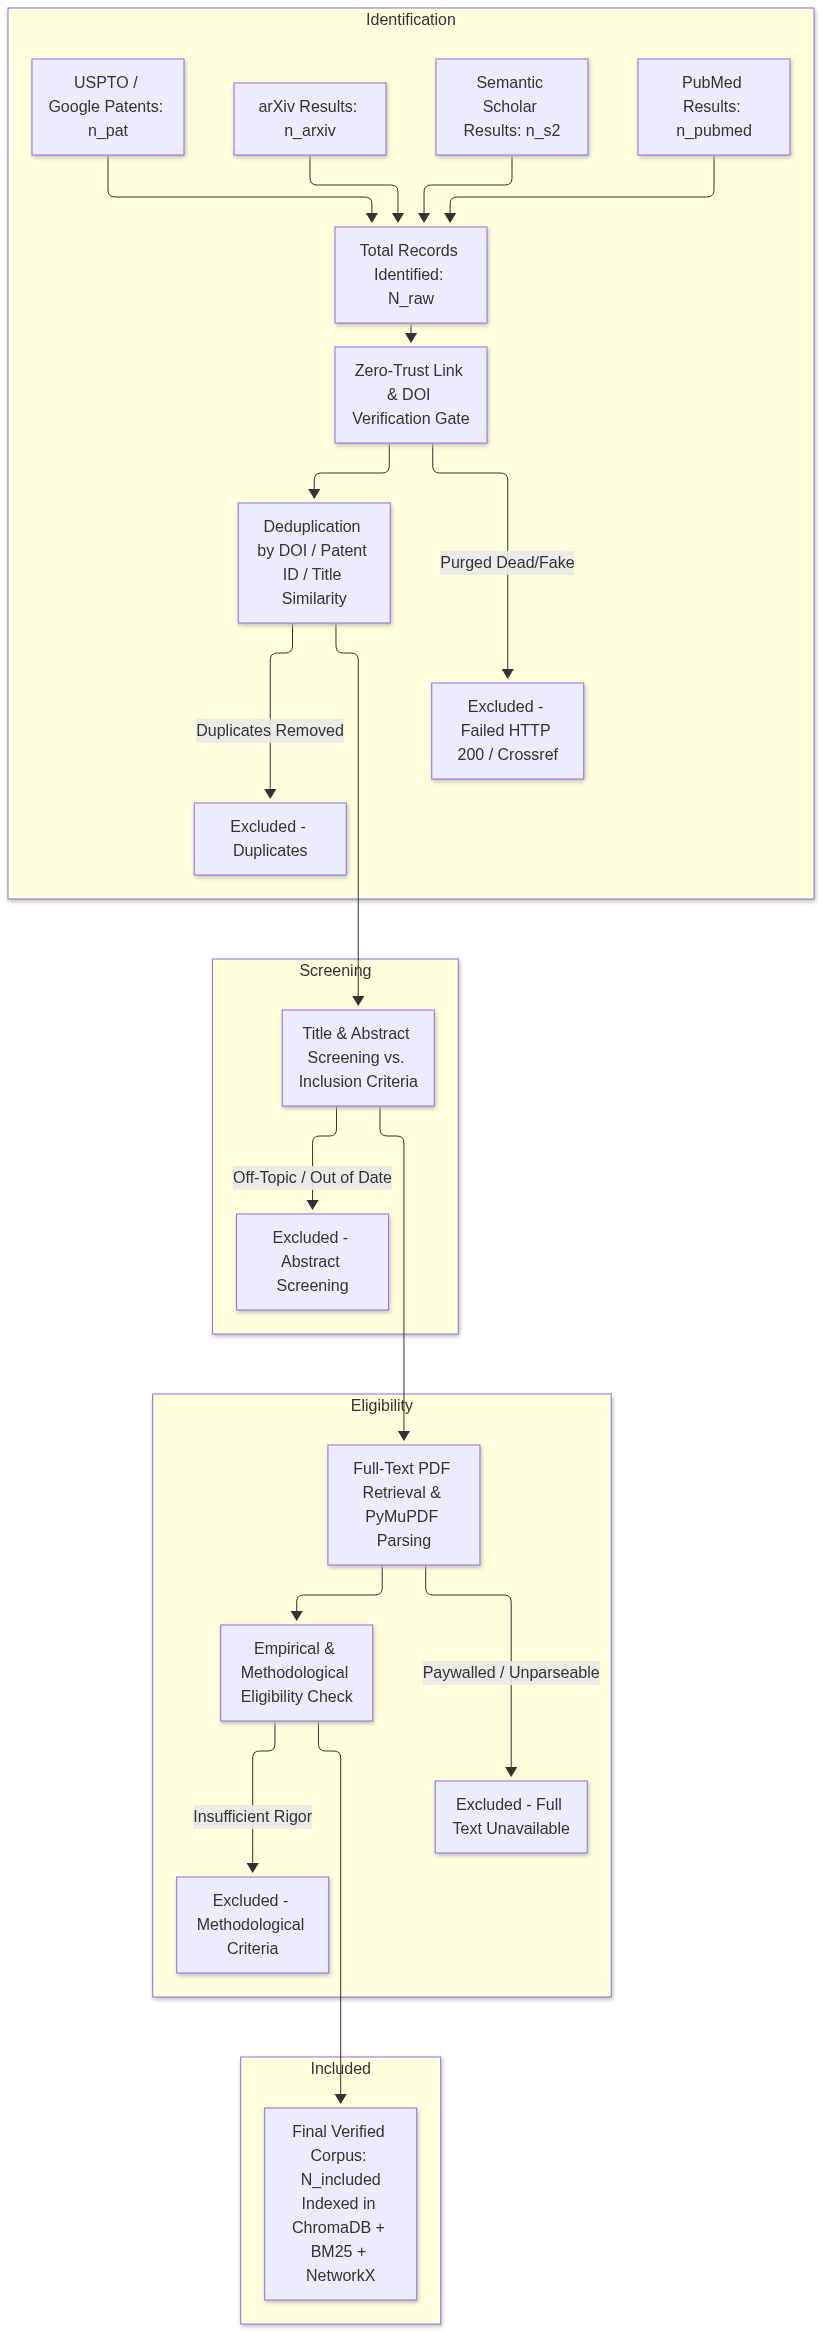 Identification
USPTO /
Google Patents:
n_pat
arXiv Results:
n_arxiv
Semantic
Scholar
Results: n_s2
PubMed
Results:
n_pubmed
Total Records
Identified:
N_raw
Zero-Trust Link
& DOI
Verification Gate
Deduplication
by DOI / Patent
ID / Title
Similarity
Purged Dead/Fake
Excluded -
Failed HTTP
200 / Crossref
Duplicates Removed
Excluded -
Duplicates
Screening
Title & Abstract
Screening vs.
Inclusion Criteria
Off-Topic / Out of Date
Excluded -
Abstract
Screening
Eligibility
Full-Text PDF
Retrieval &
PyMuPDF
Parsing
Empirical &
Methodological
Eligibility Check
Paywalled / Unparseable
Excluded - Full
Text Unavailable
Insufficient Rigor
Excluded -
Methodological
Criteria
Included
Final Verified
Corpus:
N_included
Indexed in
ChromaDB +
BM25 +
NetworkX